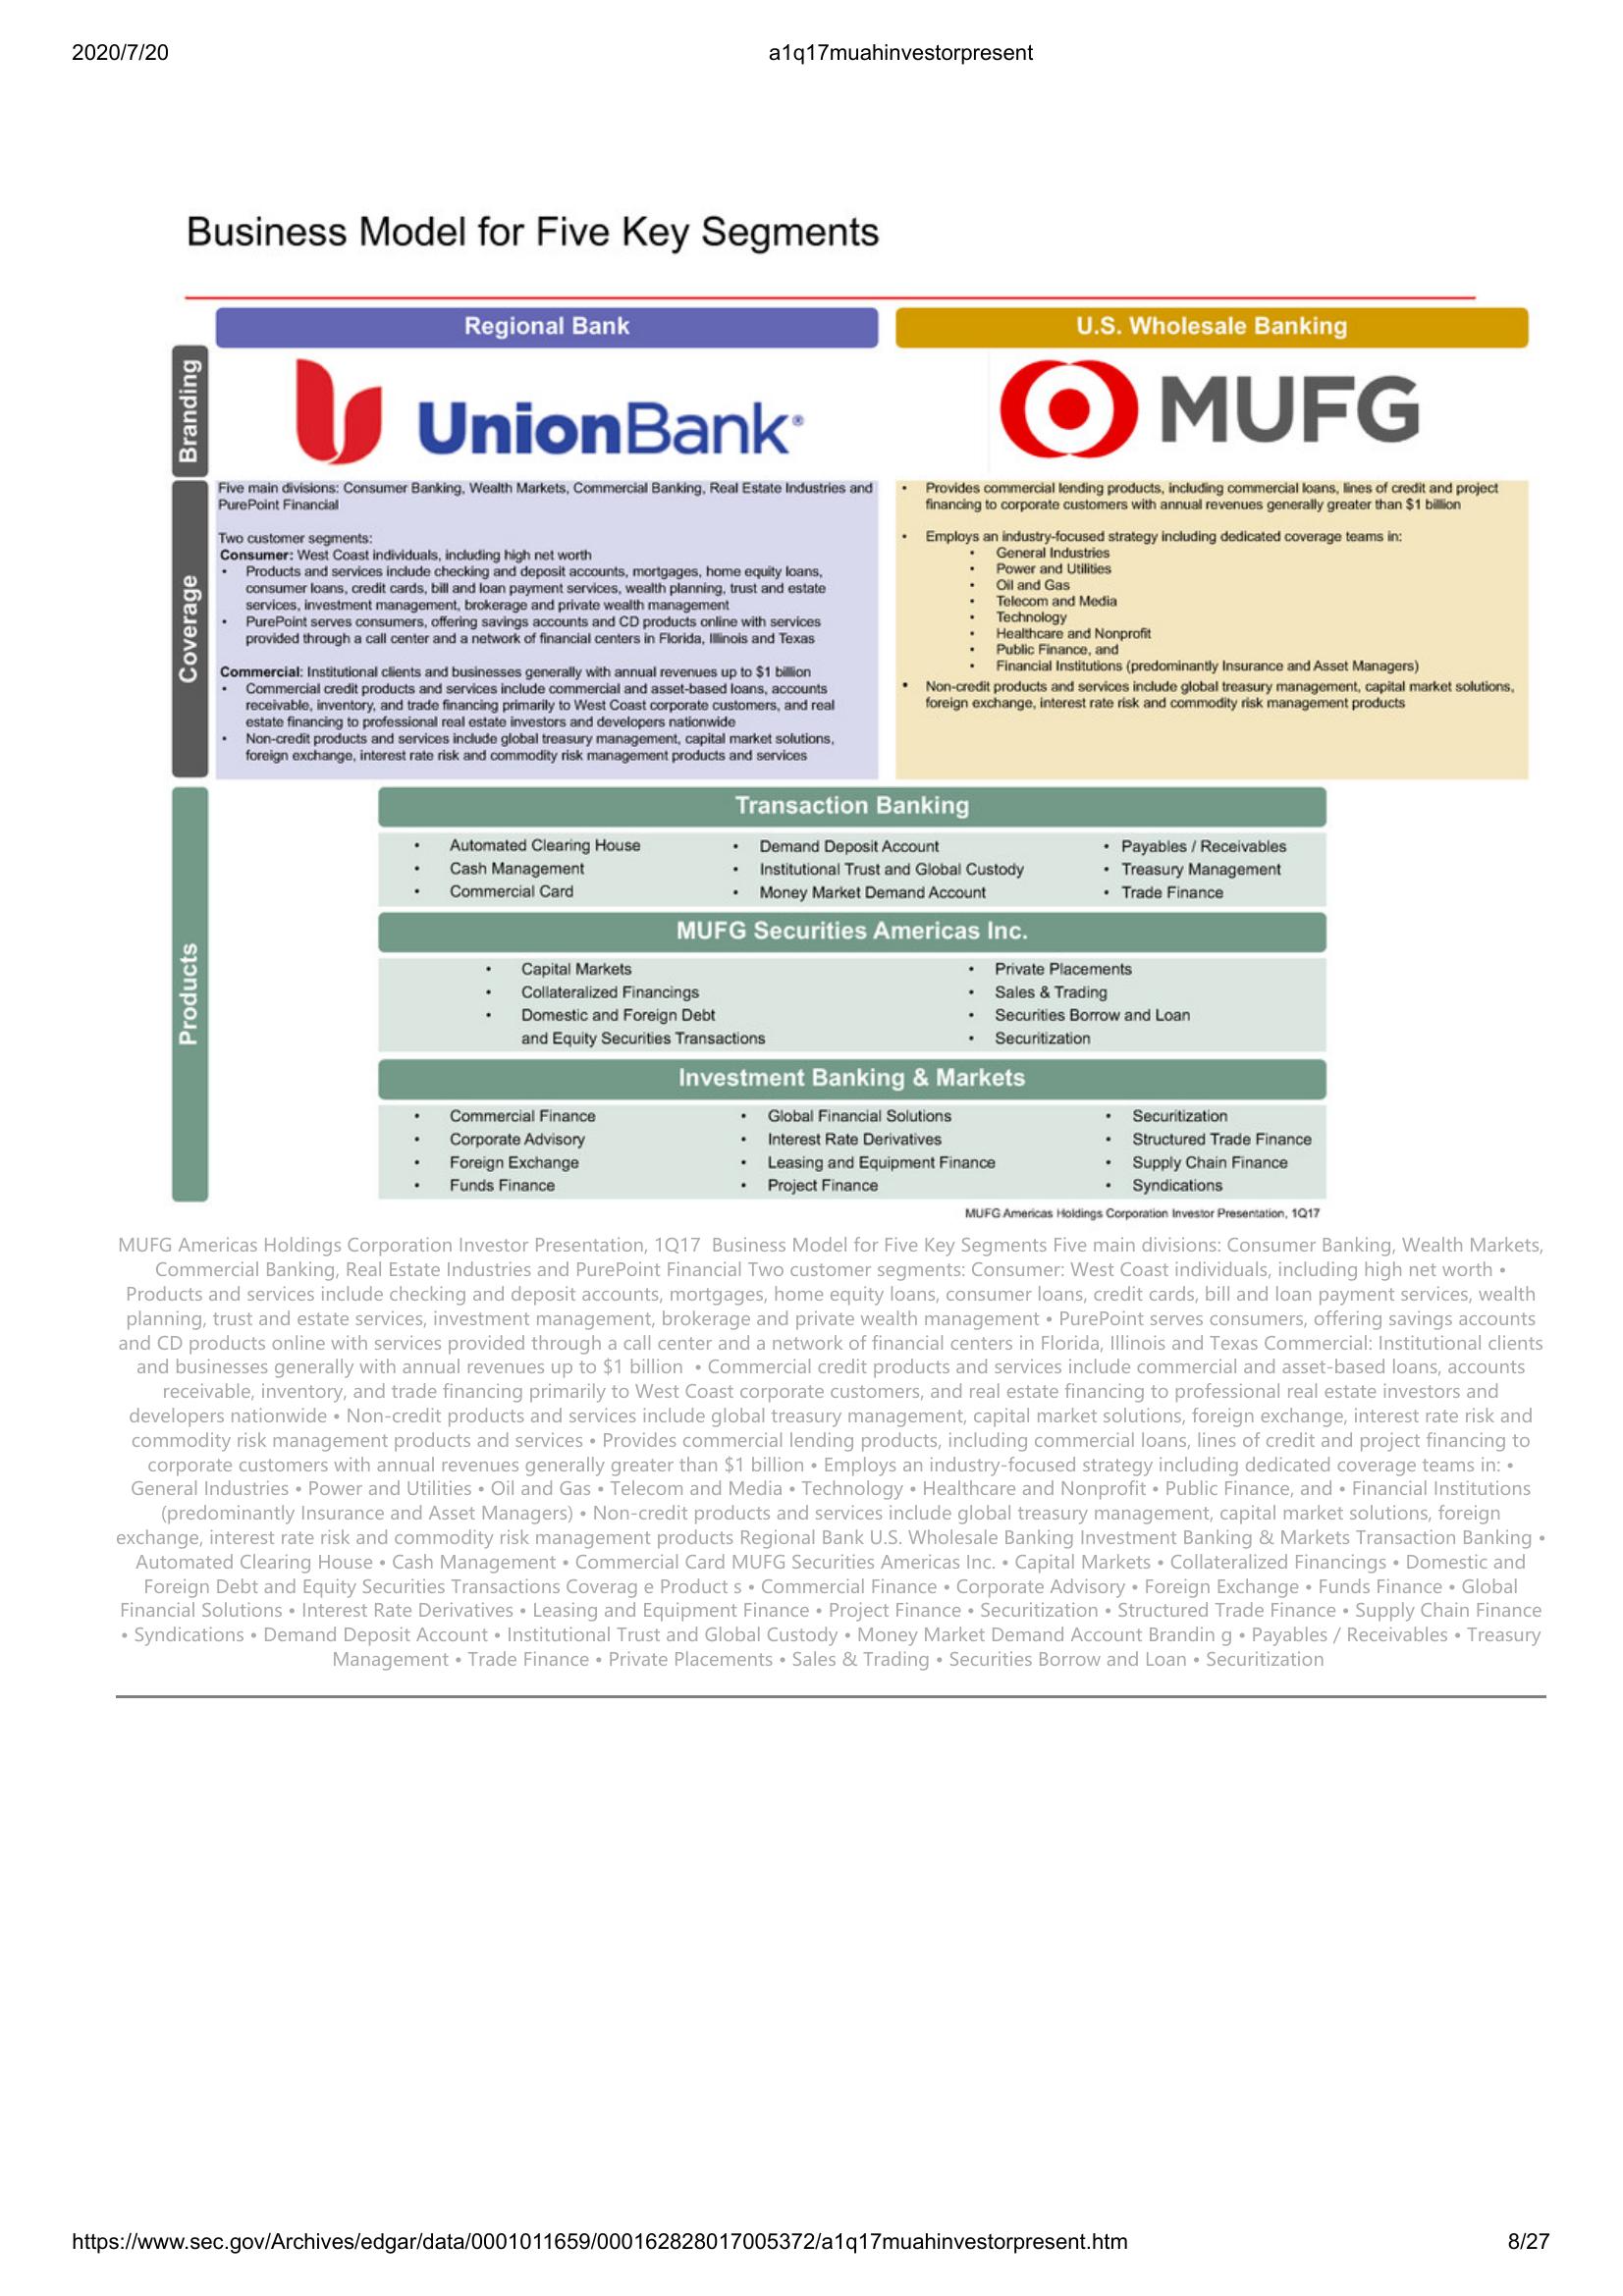 2020/7/20
a1q17muahinvestorpresent
Business Model for Five Key Segments
Regional Bank
U.S. Wholesale Banking
Branding
UnionBank®
MUFG
Coverage
Five main divisions: Consumer Banking, Wealth Markets, Commercial Banking, Real Estate Industries and
PurePoint Financial
Two customer segments:
Consumer: West Coast individuals, including high net worth
• Products and services include checking and deposit accounts, mortgages, home equity loans,
consumer loans, credit cards, bill and loan payment services, wealth planning, trust and estate
services, investment management, brokerage and private wealth management
• PurePoint serves consumers, offering savings accounts and CD products online with services
provided through a call center and a network of financial centers in Florida, Illinois and Texas
Commercial: Institutional clients and businesses generally with annual revenues up to $1 billion
• Commercial credit products and services include commercial and asset-based loans, accounts
receivable, inventory, and trade financing primarily to West Coast corporate customers, and real
estate financing to professional real estate investors and developers nationwide
• Non-credit products and services include global treasury management, capital market solutions,
foreign exchange, interest rate risk and commodity risk management products and services
• Provides commercial lending products, including commercial loans, lines of credit and project
financing to corporate customers with annual revenues generally greater than $1 billion
• Employs an industry-focused strategy including dedicated coverage teams in:
• General Industries
• Power and Utilities
• Oil and Gas
• Telecom and Media
• Technology
• Healthcare and Nonprofit
• Public Finance, and
• Financial Institutions (predominantly Insurance and Asset Managers)
• Non-credit products and services include global treasury management, capital market solutions,
foreign exchange, interest rate risk and commodity risk management products
Products
Transaction Banking
• Automated Clearing House
• Cash Management
• Commercial Card
• Demand Deposit Account
• Institutional Trust and Global Custody
• Money Market Demand Account
• Payables / Receivables
• Treasury Management
• Trade Finance
MUFG Securities Americas Inc.
• Capital Markets
• Collateralized Financings
• Domestic and Foreign Debt
and Equity Securities Transactions
• Private Placements
• Sales & Trading
• Securities Borrow and Loan
• Securitization
Investment Banking & Markets
• Commercial Finance
• Corporate Advisory
• Foreign Exchange
• Funds Finance
• Global Financial Solutions
• Interest Rate Derivatives
• Leasing and Equipment Finance
• Project Finance
• Securitization
• Structured Trade Finance
• Supply Chain Finance
• Syndications
MUFG Americas Holdings Corporation Investor Presentation, 1Q17
MUFG Americas Holdings Corporation Investor Presentation, 1Q17 Business Model for Five Key Segments Five main divisions: Consumer Banking, Wealth Markets,
Commercial Banking, Real Estate Industries and PurePoint Financial Two customer segments: Consumer: West Coast individuals, including high net worth •
Products and services include checking and deposit accounts, mortgages, home equity loans, consumer loans, credit cards, bill and loan payment services, wealth
planning, trust and estate services, investment management, brokerage and private wealth management • PurePoint serves consumers, offering savings accounts
and CD products online with services provided through a call center and a network of financial centers in Florida, Illinois and Texas Commercial: Institutional clients
and businesses generally with annual revenues up to $1 billion • Commercial credit products and services include commercial and asset-based loans, accounts
receivable, inventory, and trade financing primarily to West Coast corporate customers, and real estate financing to professional real estate investors and
developers nationwide • Non-credit products and services include global treasury management, capital market solutions, foreign exchange, interest rate risk and
commodity risk management products and services • Provides commercial lending products, including commercial loans, lines of credit and project financing to
corporate customers with annual revenues generally greater than $1 billion • Employs an industry-focused strategy including dedicated coverage teams in: •
General Industries • Power and Utilities • Oil and Gas • Telecom and Media • Technology • Healthcare and Nonprofit • Public Finance, and • Financial Institutions
(predominantly Insurance and Asset Managers) • Non-credit products and services include global treasury management, capital market solutions, foreign
exchange, interest rate risk and commodity risk management products Regional Bank U.S. Wholesale Banking Investment Banking & Markets Transaction Banking •
Automated Clearing House • Cash Management • Commercial Card MUFG Securities Americas Inc. • Capital Markets • Collateralized Financings • Domestic and
Foreign Debt and Equity Securities Transactions Coverag e Product s • Commercial Finance • Corporate Advisory • Foreign Exchange • Funds Finance • Global
Financial Solutions • Interest Rate Derivatives • Leasing and Equipment Finance • Project Finance • Securitization • Structured Trade Finance • Supply Chain Finance
• Syndications • Demand Deposit Account • Institutional Trust and Global Custody • Money Market Demand Account Brandin g • Payables / Receivables • Treasury
Management • Trade Finance • Private Placements • Sales & Trading • Securities Borrow and Loan • Securitization
https://www.sec.gov/Archives/edgar/data/0001011659/000162828017005372/a1q17muahinvestorpresent.htm
8/27